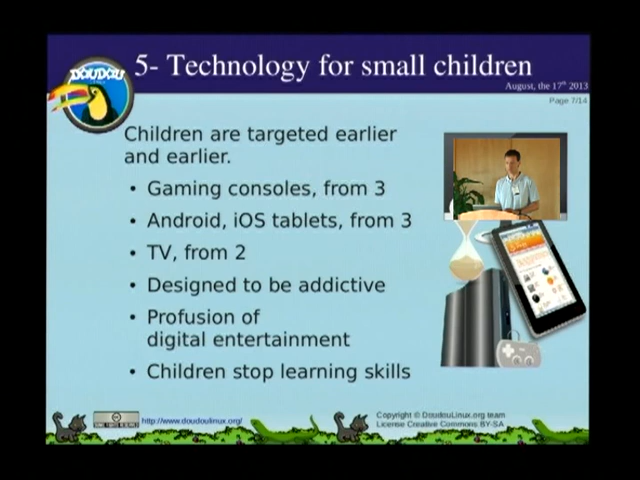 DOUDOU
5- Technology for small children
August, the 17th 2013
Page 7/14
Children are targeted earlier
and earlier.
• Gaming consoles, from 3
• Android, iOS tablets, from 3
• TV, from 2
• Designed to be addictive
• Profusion of
digital entertainment
• Children stop learning skills
http://www.doudoulinux.org/
Copyright © DoudouLinux.org team
License Creative Commons BY-SA